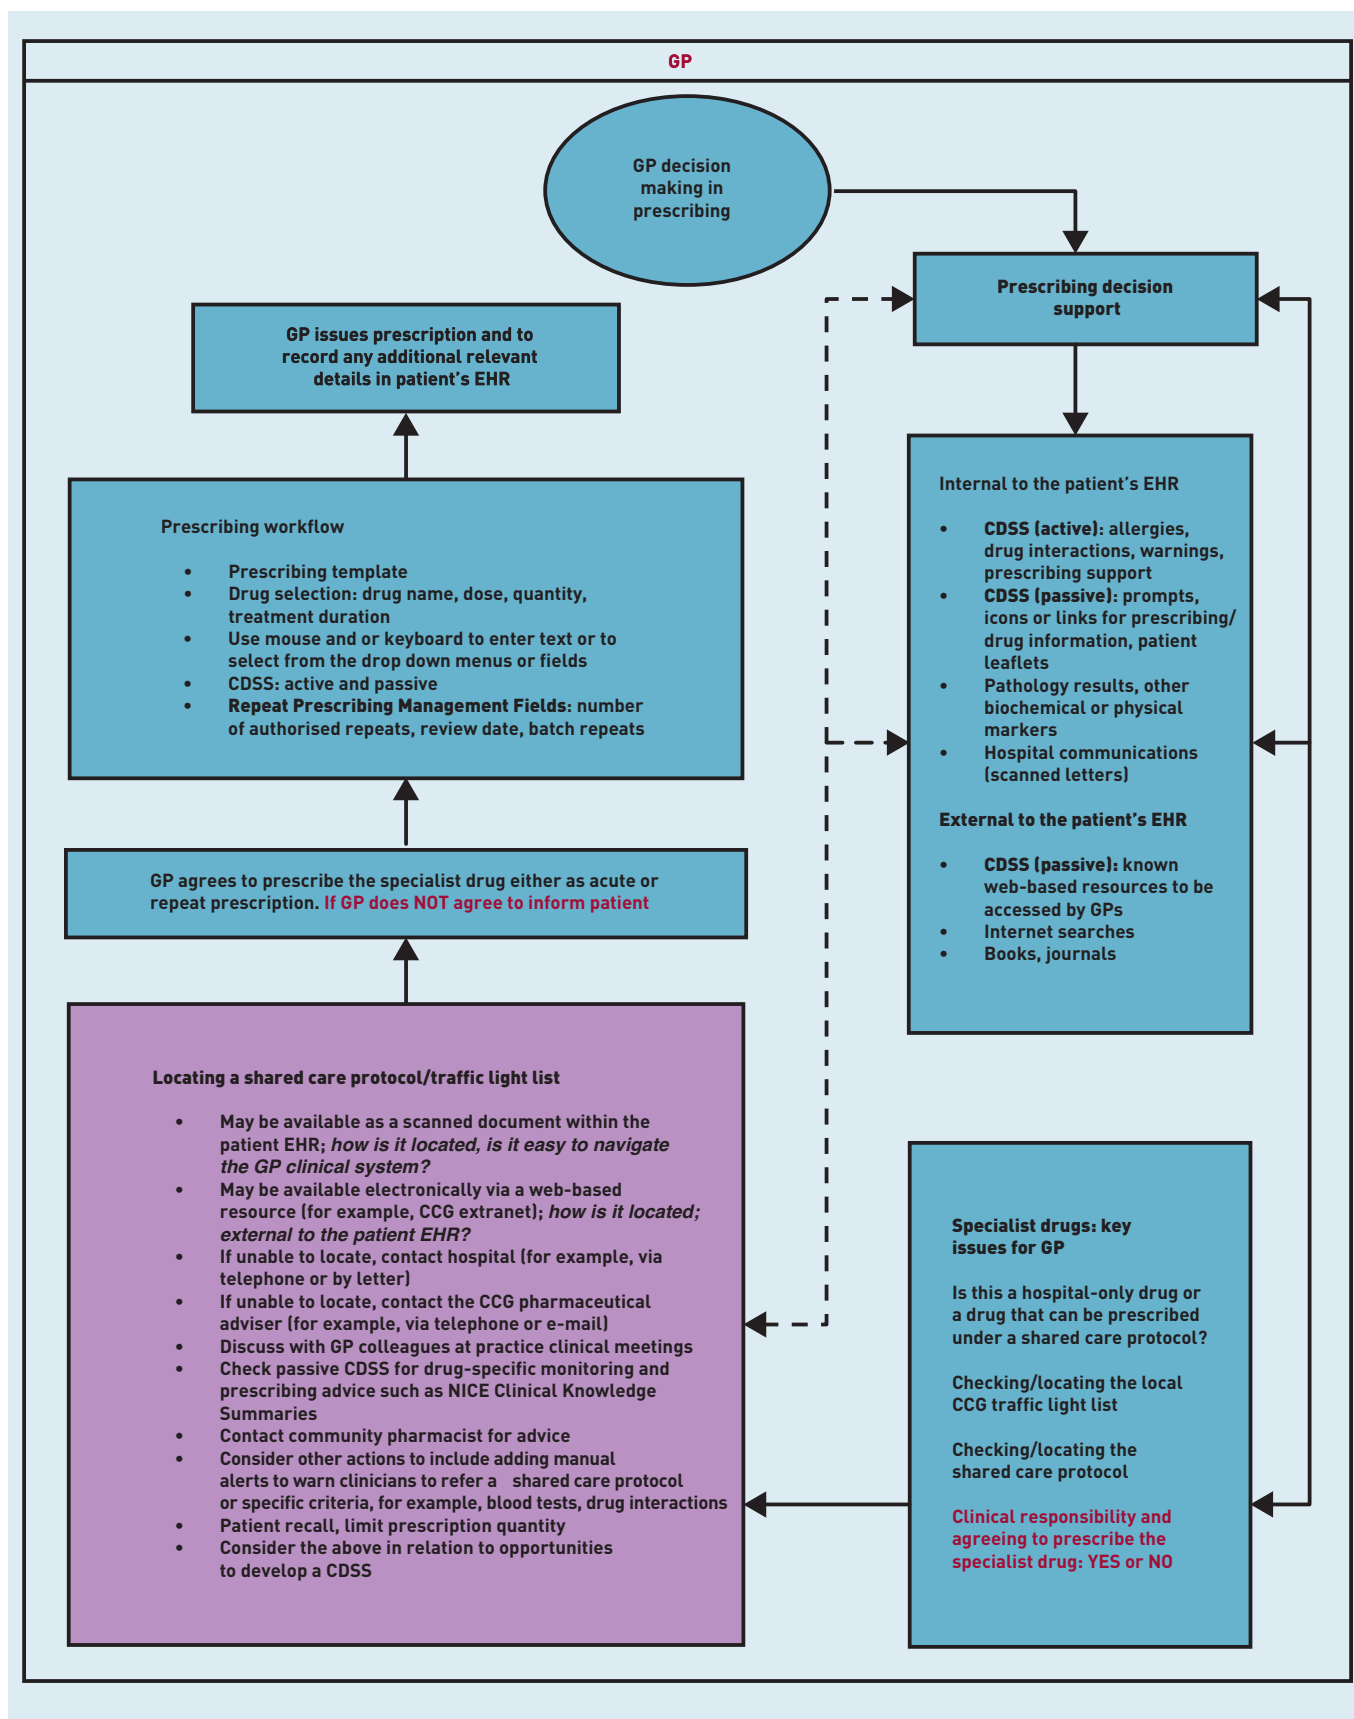 GP
GP decision
making in
prescribing
Prescribing decision
support
GP issues prescription and to
record any additional relevant
details in patient's EHR
Internal to the patient's EHR
• CDSS (active): allergies,
drug interactions, warnings,
prescribing support
• CDSS (passive): prompts,
icons or links for prescribing/
drug information, patient
leaflets
• Pathology results, other
biochemical or physical
markers
• Hospital communications
(scanned letters)
External to the patient's EHR
• CDSS (passive): known
web-based resources to be
accessed by GPs
• Internet searches
• Books, journals
Prescribing workflow
• Prescribing template
• Drug selection: drug name, dose, quantity,
treatment duration
• Use mouse and or keyboard to enter text or to
select from the drop down menus or fields
• CDSS: active and passive
• Repeat Prescribing Management Fields: number
of authorised repeats, review date, batch repeats
GP agrees to prescribe the specialist drug either as acute or
repeat prescription. If GP does NOT agree to inform patient
Locating a shared care protocol/traffic light list
• May be available as a scanned document within the
patient EHR; how is it located, is it easy to navigate
the GP clinical system?
• May be available electronically via a web-based
resource (for example, CCG extranet); how is it located;
external to the patient EHR?
• If unable to locate, contact hospital (for example, via
telephone or by letter)
• If unable to locate, contact the CCG pharmaceutical
adviser (for example, via telephone or e-mail)
• Discuss with GP colleagues at practice clinical meetings
• Check passive CDSS for drug-specific monitoring and
prescribing advice such as NICE Clinical Knowledge
Summaries
• Contact community pharmacist for advice
• Consider other actions to include adding manual
alerts to warn clinicians to refer a shared care protocol
or specific criteria, for example, blood tests, drug interactions
• Patient recall, limit prescription quantity
• Consider the above in relation to opportunities
to develop a CDSS
Specialist drugs: key
issues for GP
Is this a hospital-only drug or
a drug that can be prescribed
under a shared care protocol?
Checking/locating the local
CCG traffic light list
Checking/locating the
shared care protocol
Clinical responsibility and
agreeing to prescribe the
specialist drug: YES or NO